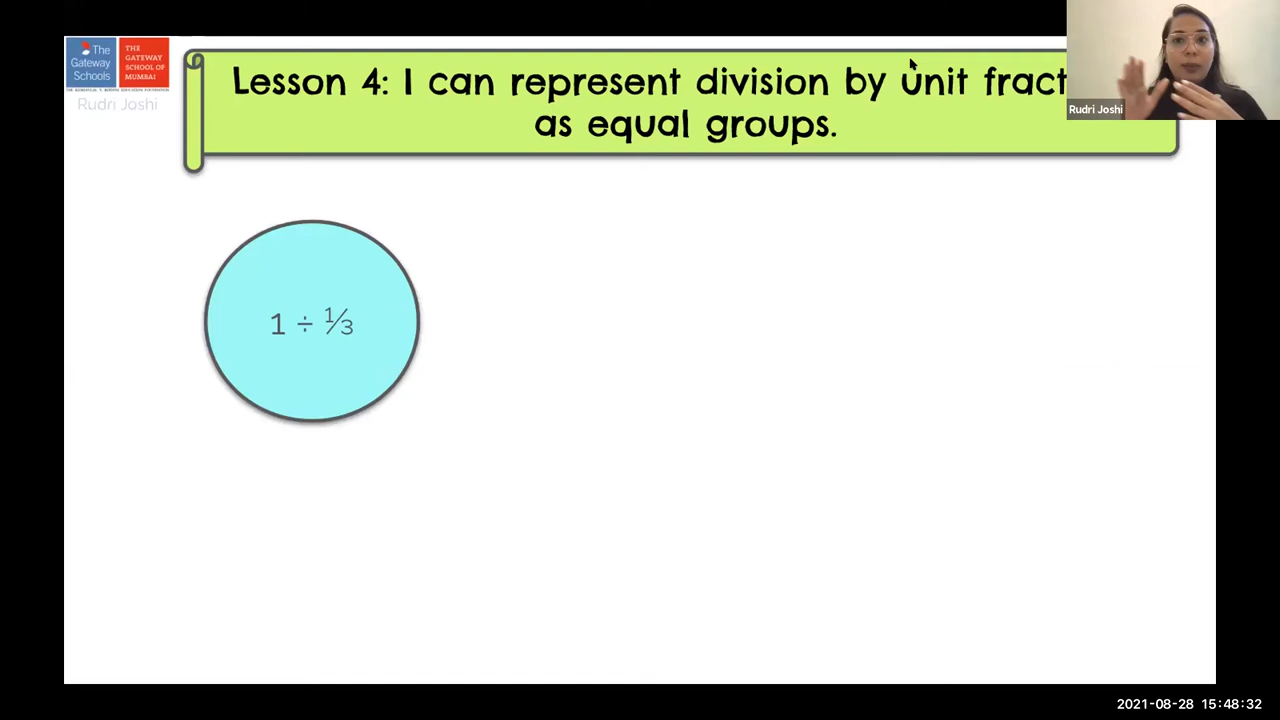 The
Gateway
Schools
THE
GATEWAY
SCHOOL OF
MUMBAI
Rudri Joshi
Lesson 4: I can represent division by unit fract
as equal groups.
Rudri Joshi
1 ÷ ⅓
2021-08-28 15:48:32